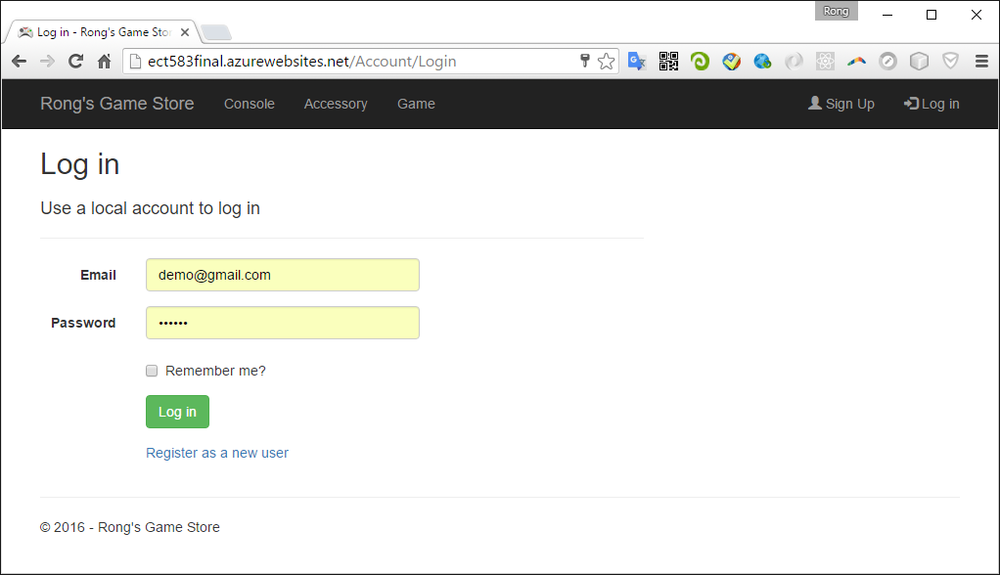 Rong
Log in - Rong's Game Stor
ect583final.azurewebsites.net/Account/Login
Rong's Game Store Console Accessory Game Sign Up Log in
Log in
Use a local account to log in
Email demo@gmail.com
Password ••••••
Remember me?
Log in
Register as a new user
© 2016 - Rong's Game Store